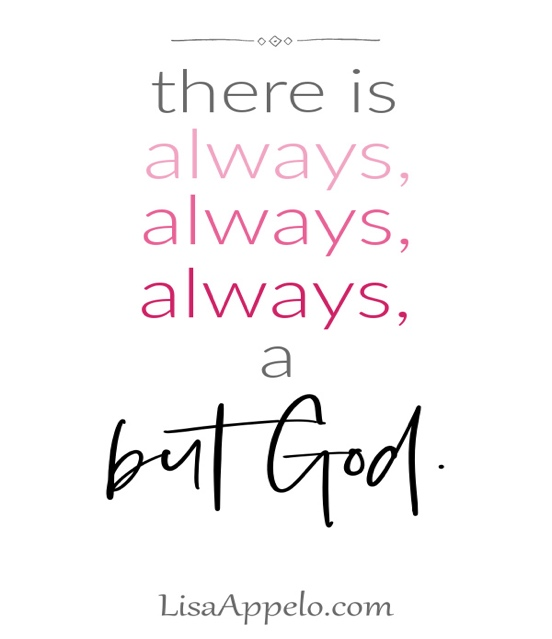 there is
always,
always,
always,
a
but God.
LisaAppelo.com